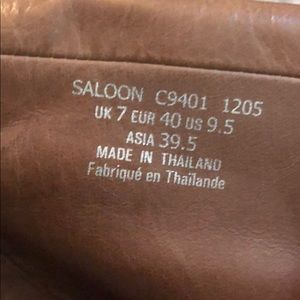 SALOON C9401 1205
UK 7 EUR 40 US 9.5
ASIA 39.5
MADE IN THAILAND
Fabriqué en Thaïlande